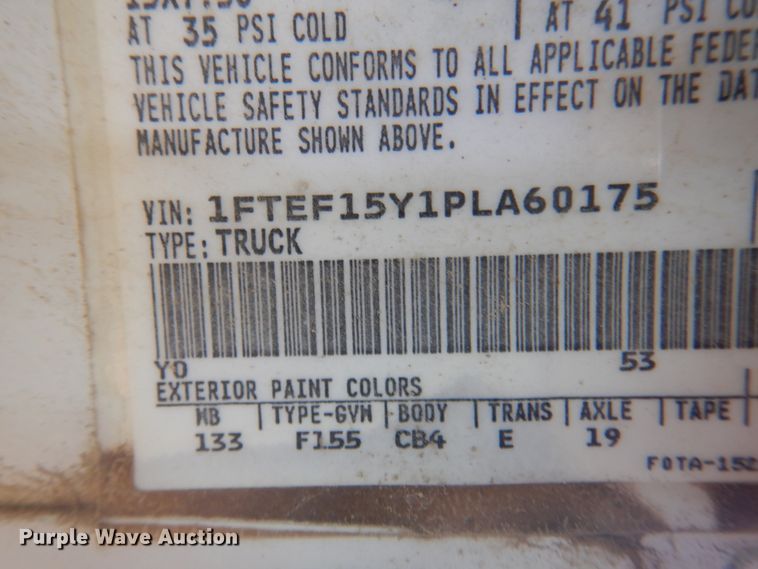 AT 35 PSI COLD
AT 41 PSI
THIS VEHICLE CONFORMS TO ALL APPLICABLE
VEHICLE SAFETY STANDARDS IN EFFECT ON THE
MANUFACTURE SHOWN ABOVE.
VIN: 1FTEF15Y1PLA60175
TYPE: TRUCK
YO 53
EXTERIOR PAINT COLORS
WB | TYPE-GVW | BODY | TRANS | AXLE | TAPE
133 F155 CB4 E 19
Purple Wave Auction